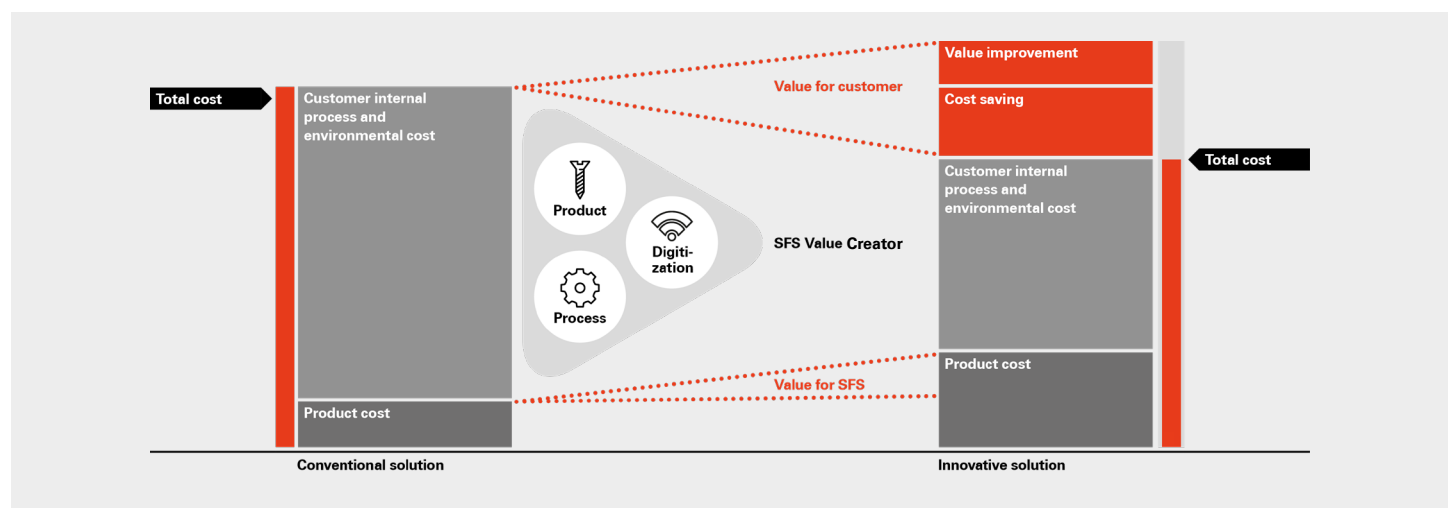 Total cost
Customer internal
process and
environmental cost
Product cost
Conventional solution
Product
Process
Digiti-
zation
Value for customer
SFS Value Creator
Value for SFS
Value improvement
Cost saving
Customer internal
process and
environmental cost
Product cost
Innovative solution
Total cost